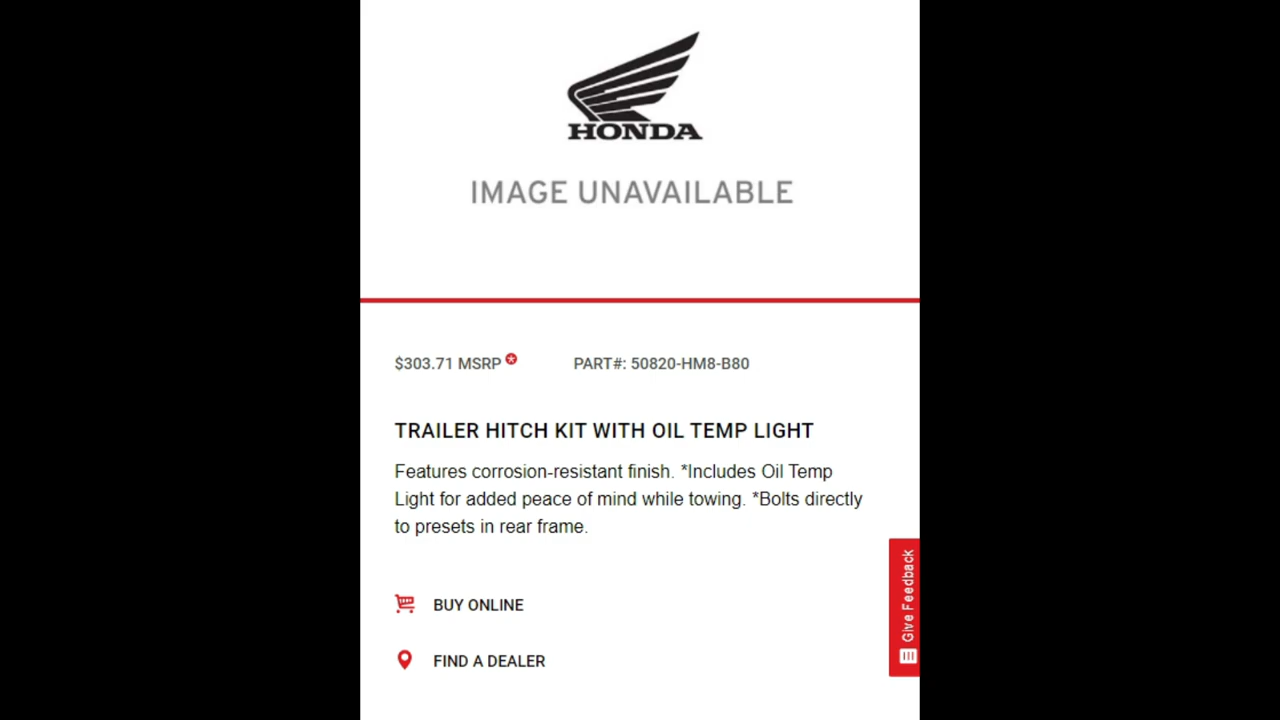 HONDA
IMAGE UNAVAILABLE
$303.71 MSRP *
PART#: 50820-HM8-B80
TRAILER HITCH KIT WITH OIL TEMP LIGHT
Features corrosion-resistant finish. *Includes Oil Temp
Light for added peace of mind while towing. *Bolts directly
to presets in rear frame.
Give Feedback
BUY ONLINE
FIND A DEALER